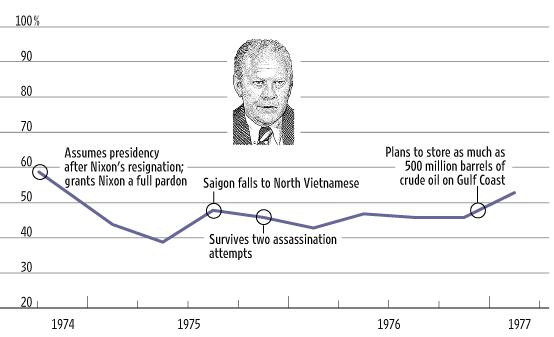 100%
90
80
70
60
50
40
30
20
Assumes presidency
after Nixon's resignation;
grants Nixon a full pardon
Saigon falls to North Vietnamese
Survives two assassination
attempts
Plans to store as much as
500 million barrels of
crude oil on Gulf Coast
1974
1975
1976
1977